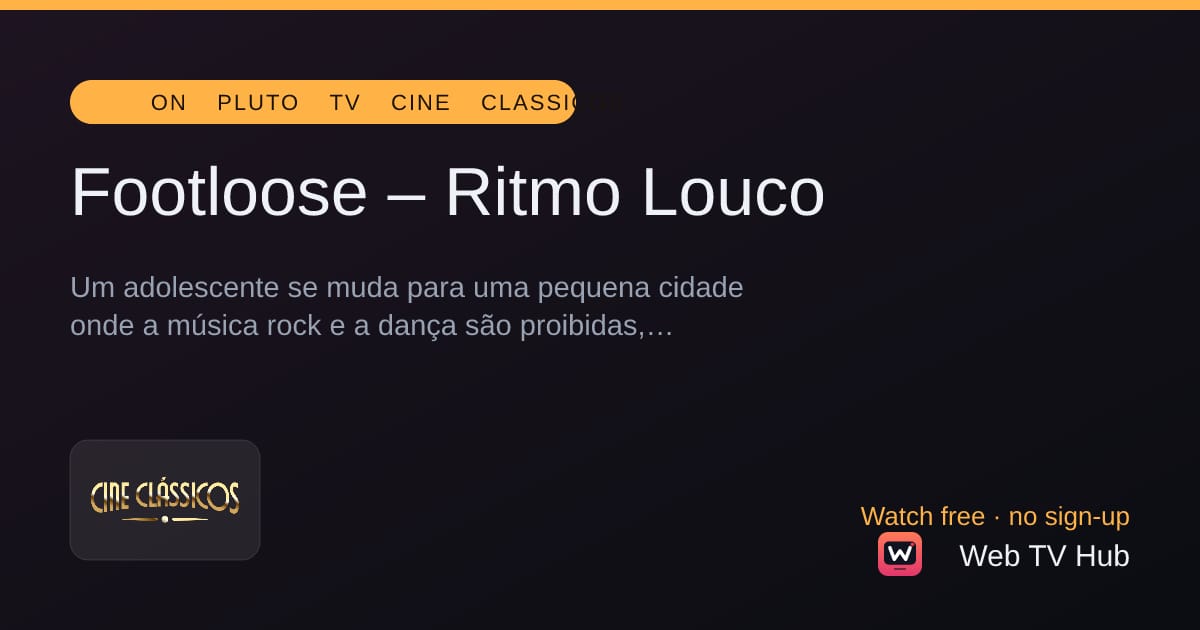 ON PLUTO TV CINE
Footloose – Ritmo Louco
Um adolescente se muda para uma pequena cidade
onde a música rock e a dança são proibidas,…
CINE CLÁSSICOS
Watch free · no sign-up
W
Web TV Hub